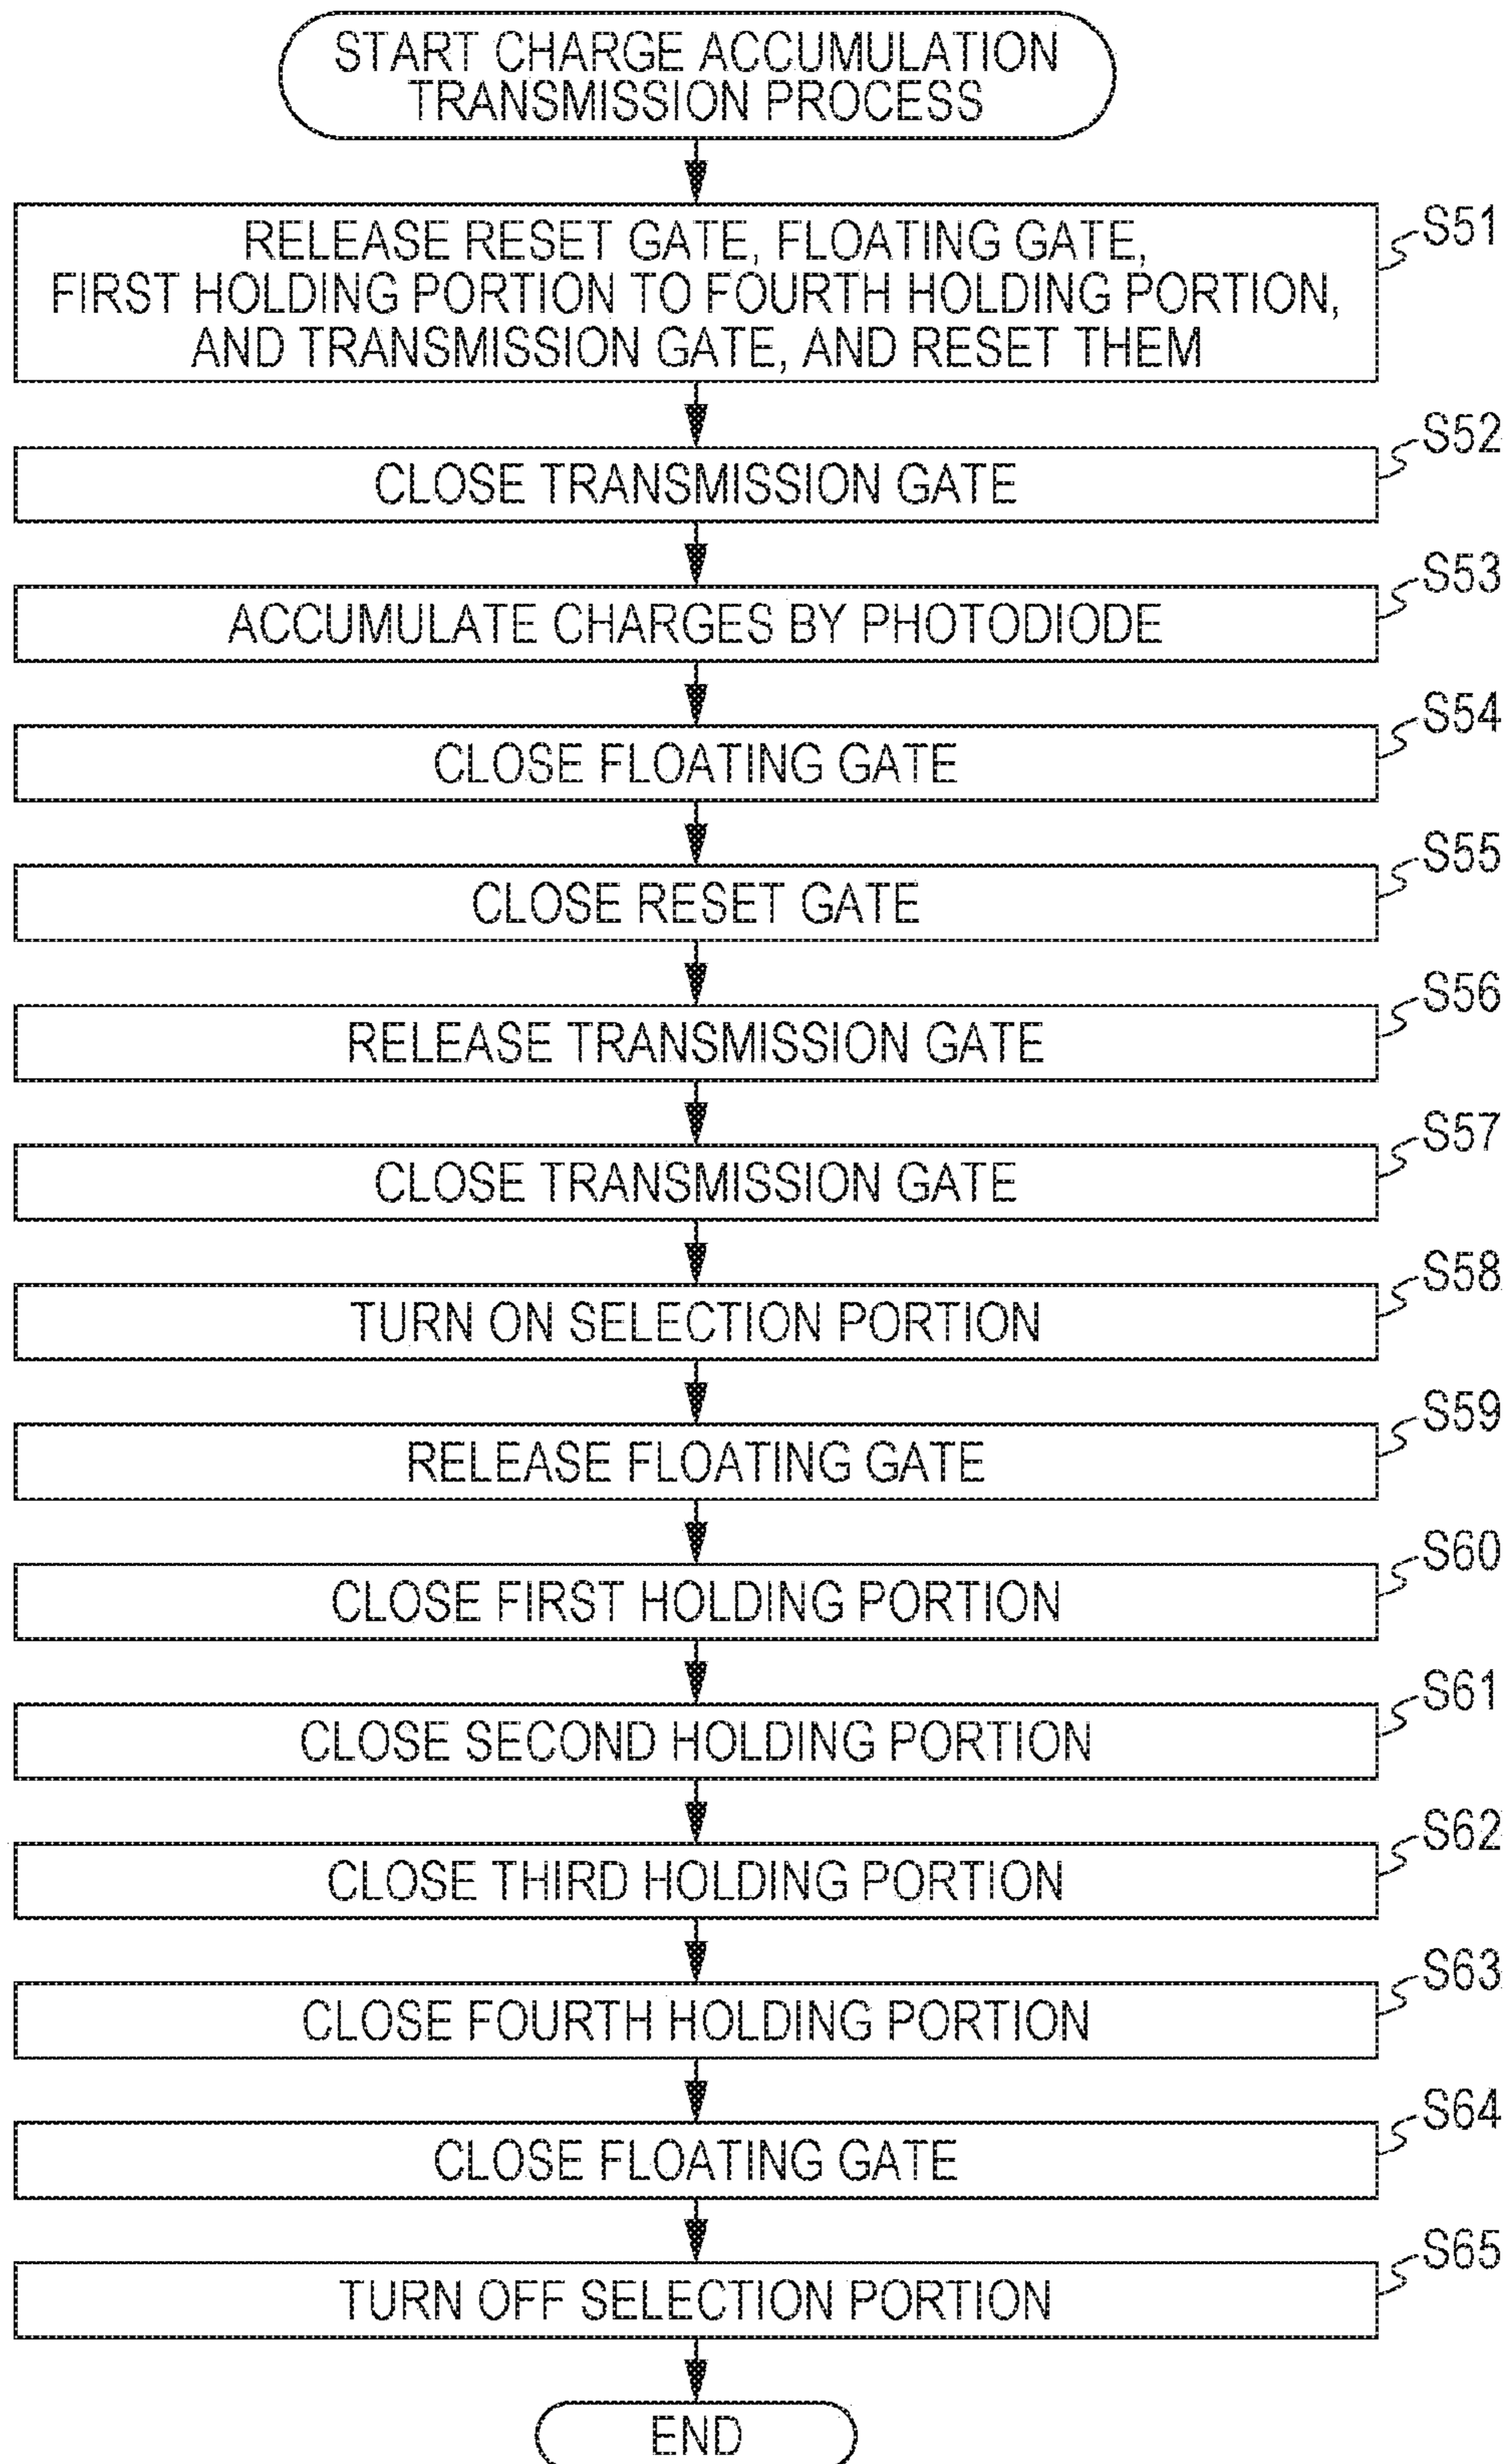 START CHARGE ACCUMULATION
TRANSMISSION PROCESS
RELEASE RESET GATE, FLOATING GATE,
FIRST HOLDING PORTION TO FOURTH HOLDING PORTION,
AND TRANSMISSION GATE, AND RESET THEM
S51
CLOSE TRANSMISSION GATE
S52
ACCUMULATE CHARGES BY PHOTODIODE
S53
CLOSE FLOATING GATE
S54
CLOSE RESET GATE
S55
RELEASE TRANSMISSION GATE
S56
CLOSE TRANSMISSION GATE
S57
TURN ON SELECTION PORTION
S58
RELEASE FLOATING GATE
S59
CLOSE FIRST HOLDING PORTION
S60
CLOSE SECOND HOLDING PORTION
S61
CLOSE THIRD HOLDING PORTION
S62
CLOSE FOURTH HOLDING PORTION
S63
CLOSE FLOATING GATE
S64
TURN OFF SELECTION PORTION
S65
END